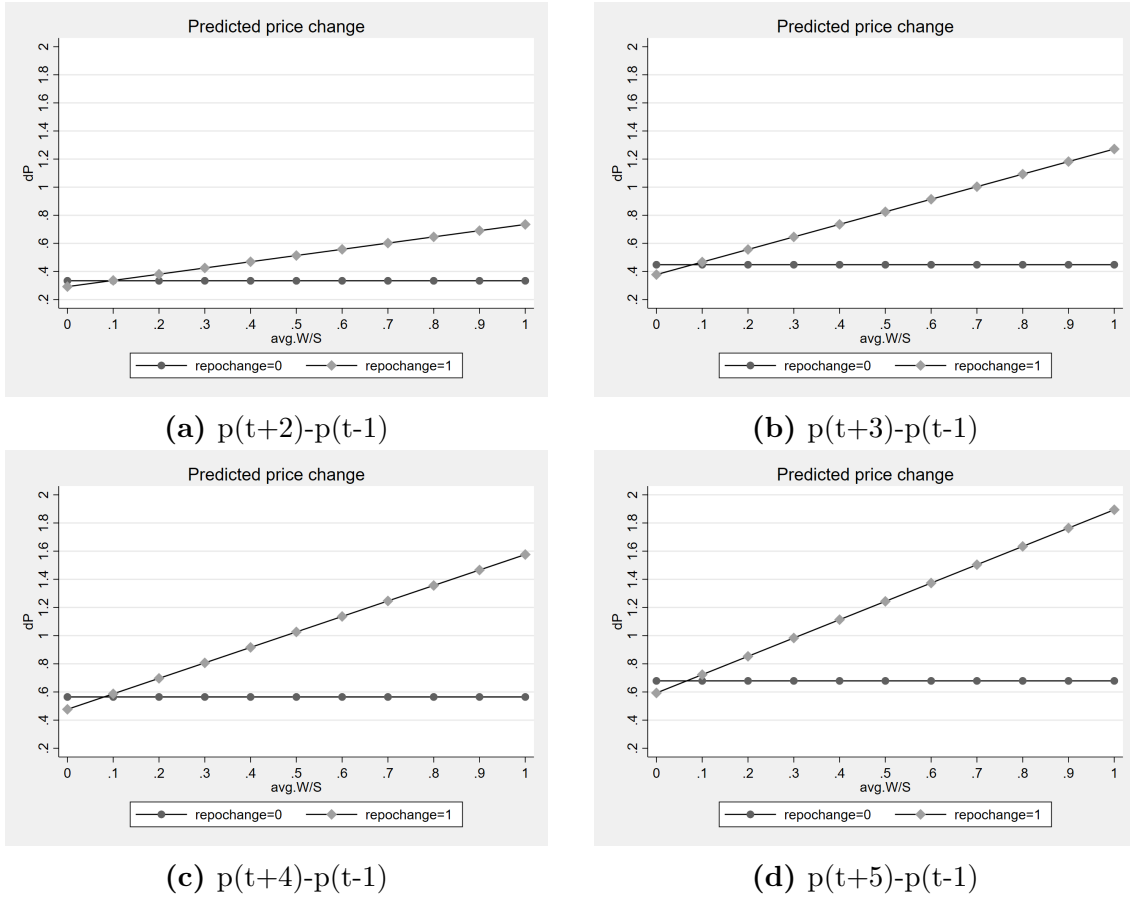 Predicted price change
dP
2
1.8
1.6
1.4
1.2
1
.8
.6
.4
.2
0 .1 .2 .3 .4 .5 .6 .7 .8 .9 1
avg.W/S
repochange=0 repochange=1
(a) p(t+2)-p(t-1)
Predicted price change
dP
2
1.8
1.6
1.4
1.2
1
.8
.6
.4
.2
0 .1 .2 .3 .4 .5 .6 .7 .8 .9 1
avg.W/S
repochange=0 repochange=1
(b) p(t+3)-p(t-1)
Predicted price change
dP
2
1.8
1.6
1.4
1.2
1
.8
.6
.4
.2
0 .1 .2 .3 .4 .5 .6 .7 .8 .9 1
avg.W/S
repochange=0 repochange=1
(c) p(t+4)-p(t-1)
Predicted price change
dP
2
1.8
1.6
1.4
1.2
1
.8
.6
.4
.2
0 .1 .2 .3 .4 .5 .6 .7 .8 .9 1
avg.W/S
repochange=0 repochange=1
(d) p(t+5)-p(t-1)